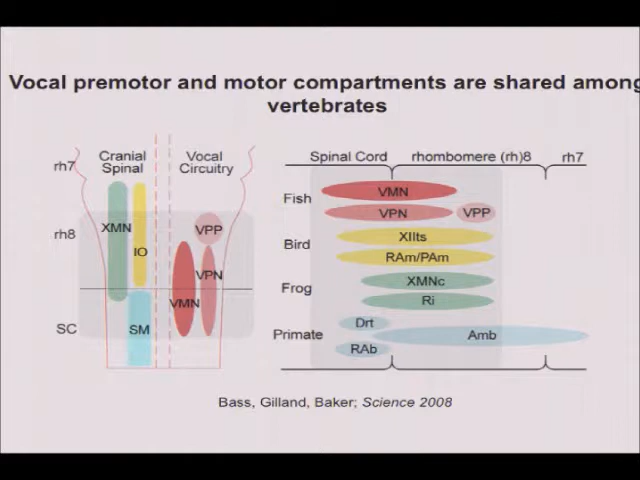 Vocal premotor and motor compartments are shared among
vertebrates
Cranial
Spinal
Vocal
Circuitry
rh7
rh8
SC
XMN
IO
SM
VPP
VPN
VMN
Spinal Cord
rhombomere (rh)8
rh7
Fish
VMN
VPN
VPP
Bird
XIIts
RAm/PAm
Frog
XMNc
Ri
Primate
Drt
Amb
RAb
Bass, Gilland, Baker; Science 2008